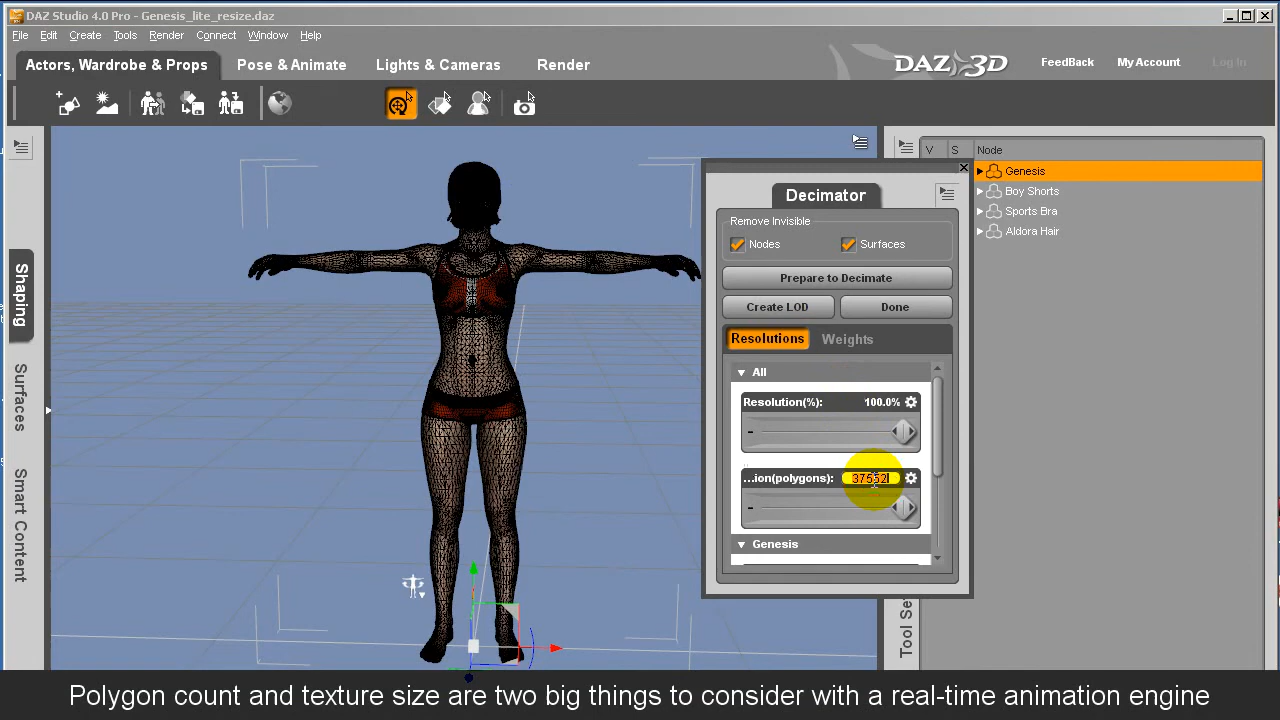 DAZ Studio 4.0 Pro - Genesis_lite_resize.daz
File Edit Create Tools Render Connect Window Help
Actors, Wardrobe & Props Pose & Animate Lights & Cameras Render
DAZ 3D
FeedBack My Account Log In
V S Node
Genesis
Boy Shorts
Sports Bra
Aldora Hair
Shaping
Surfaces
Smart Content
Decimator
Remove Invisible
Nodes Surfaces
Prepare to Decimate
Create LOD Done
Resolutions Weights
All
Resolution(%): 100.0%
...ion(polygons): 37552
Genesis
Polygon count and texture size are two big things to consider with a real-time animation engine